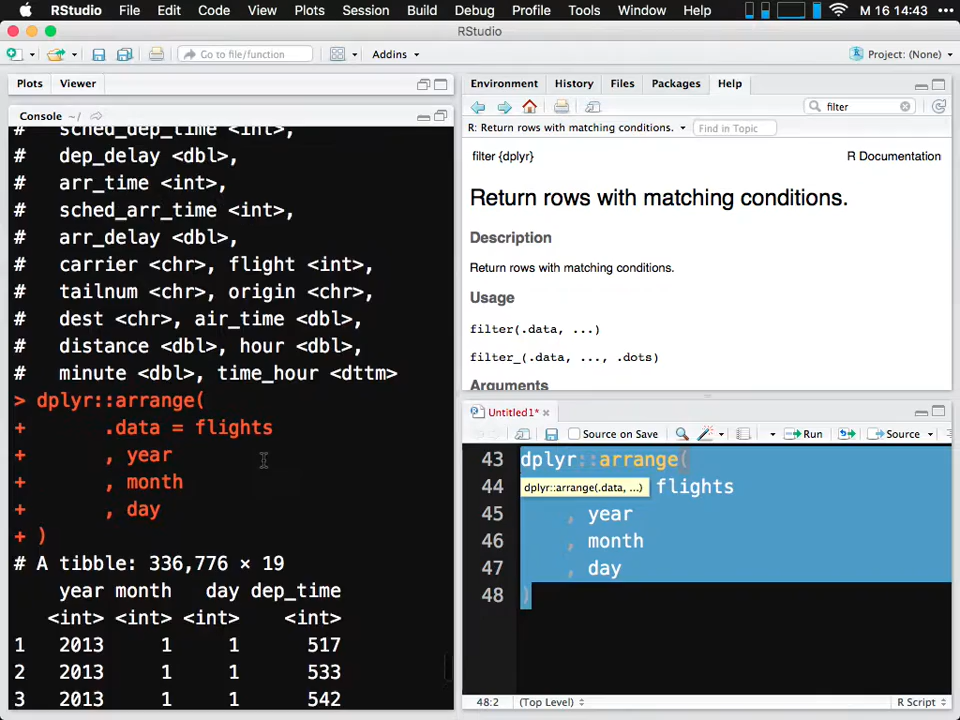 RStudio File Edit Code View Plots Session Build Debug Profile Tools Window Help M 16 14:43
RStudio
Go to file/function Addins Project: (None)
Plots Viewer
Console ~/
# sched_dep_time <int>,
# dep_delay <dbl>,
# arr_time <int>,
# sched_arr_time <int>,
# arr_delay <dbl>,
# carrier <chr>, flight <int>,
# tailnum <chr>, origin <chr>,
# dest <chr>, air_time <dbl>,
# distance <dbl>, hour <dbl>,
# minute <dbl>, time_hour <dttm>
> dplyr::arrange(
+ .data = flights
+ , year
+ , month
+ , day
+ )
# A tibble: 336,776 × 19
year month day dep_time
<int> <int> <int> <int>
1 2013 1 1 517
2 2013 1 1 533
3 2013 1 1 542
Environment History Files Packages Help
filter
R: Return rows with matching conditions. Find in Topic
filter {dplyr} R Documentation
Return rows with matching conditions.
Description
Return rows with matching conditions.
Usage
filter(.data, ...)
filter_(.data, ..., .dots)
Arguments
Untitled1*
Source on Save Run Source
43 dplyr::arrange(
44 dplyr::arrange(.data, ...) flights
45 , year
46 , month
47 , day
48 )
48:2 (Top Level) R Script